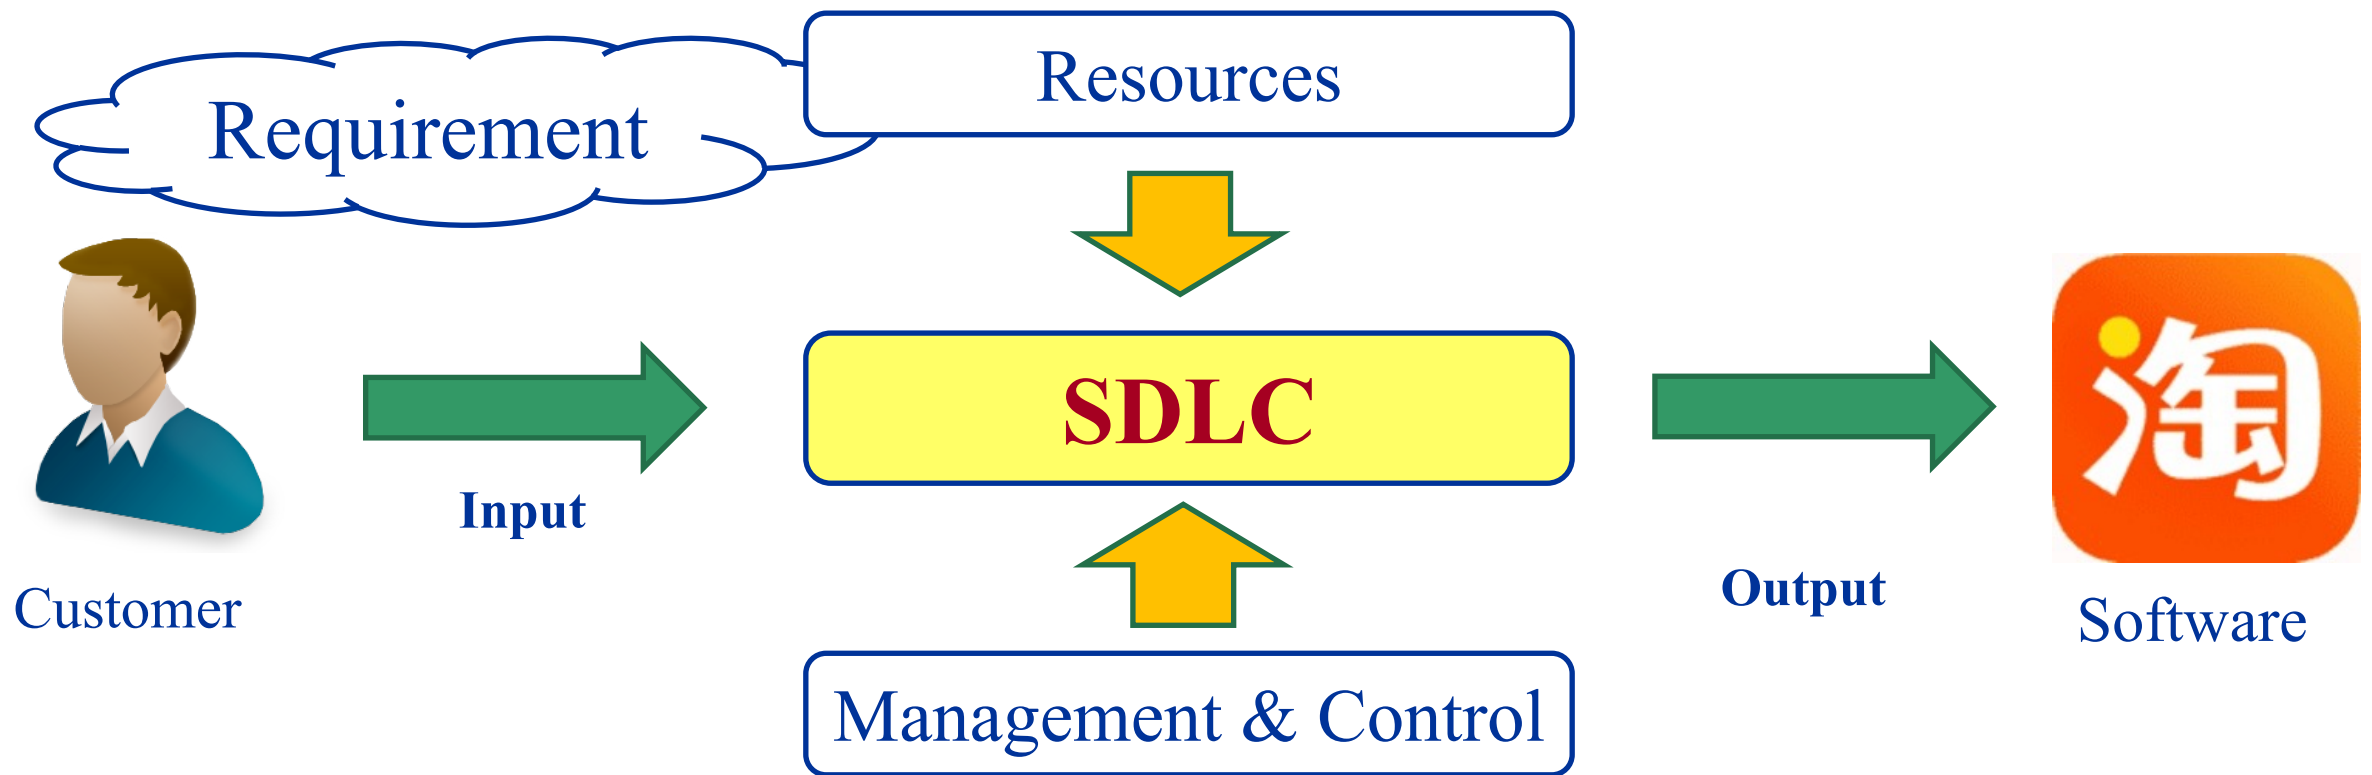 Resources
Requirement
SDLC
淘
Input
Customer
Output
Software
Management & Control